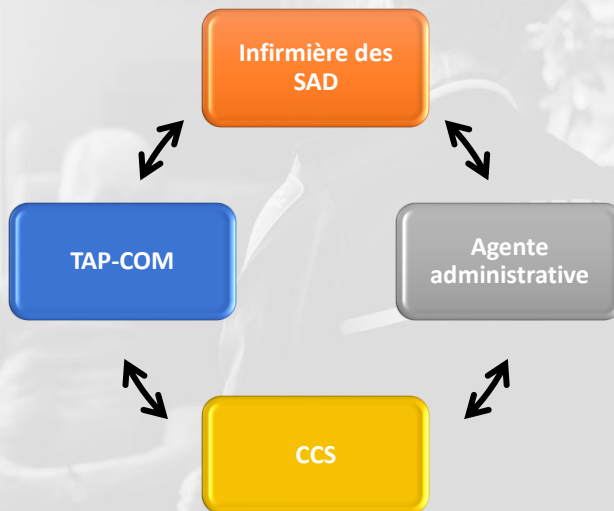 Infirmière des
SAD
TAP-COM
Agente
administrative
CCS